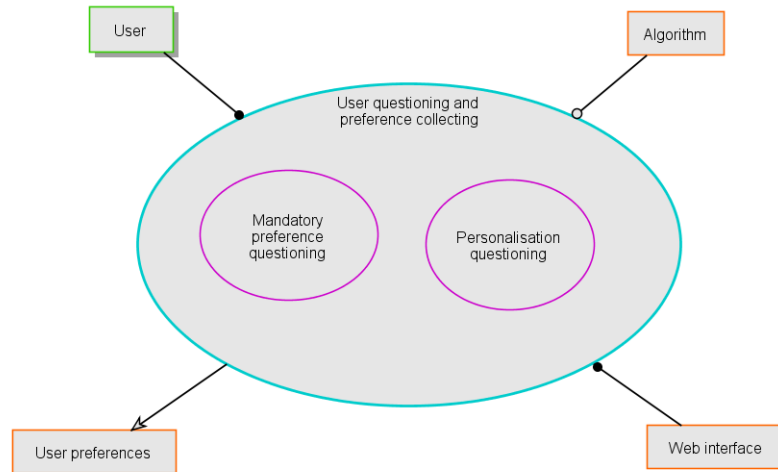 User
Algorithm
User questioning and
preference collecting
Mandatory
preference
questioning
Personalisation
questioning
User preferences
Web interface